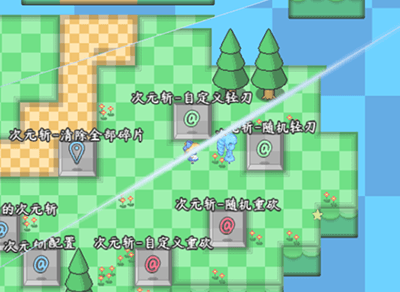 次元斩-自定义轻刃
次元斩-清除全部碎片
次元斩-随机轻刃
的次元斩
次元斩-随机重砍
次元斩配置
次元斩-自定义重砍